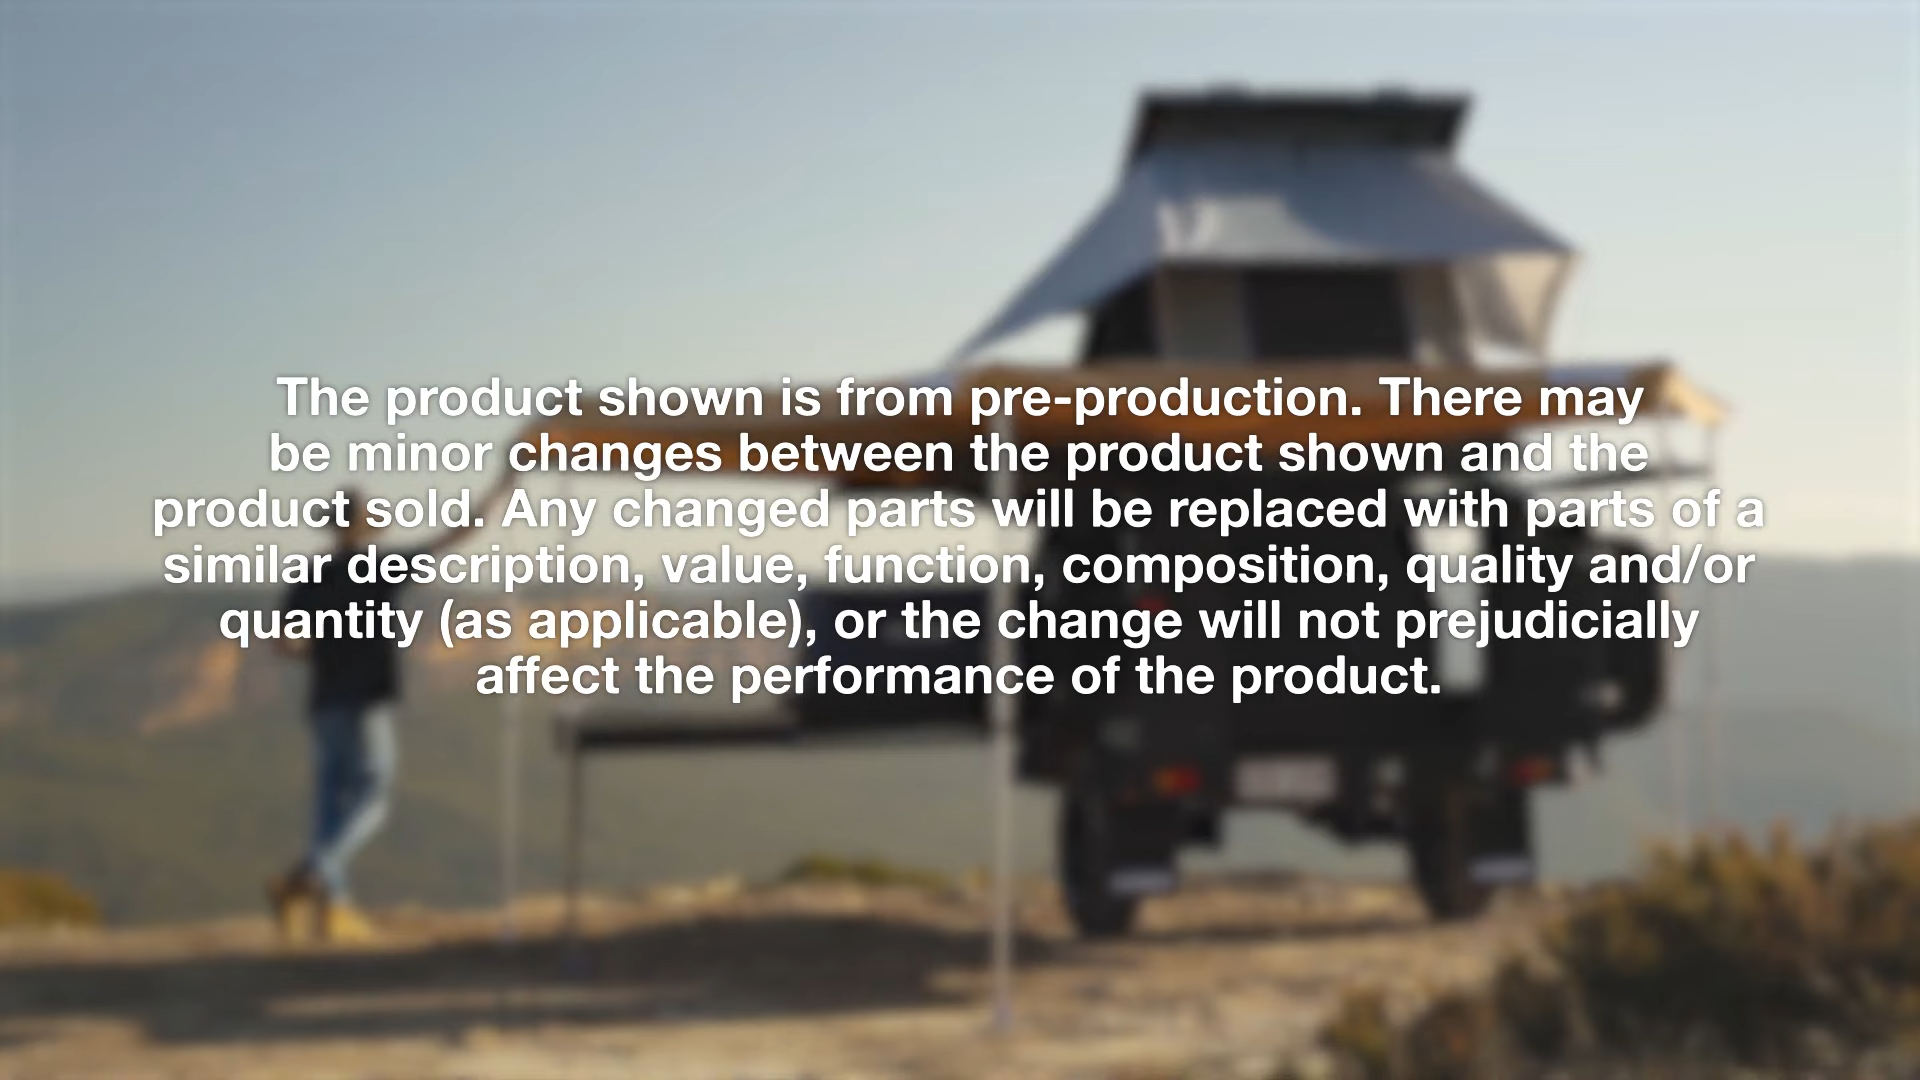 The product shown is from pre-production. There may
be minor changes between the product shown and the
product sold. Any changed parts will be replaced with parts of a
similar description, value, function, composition, quality and/or
quantity (as applicable), or the change will not prejudicially
affect the performance of the product.